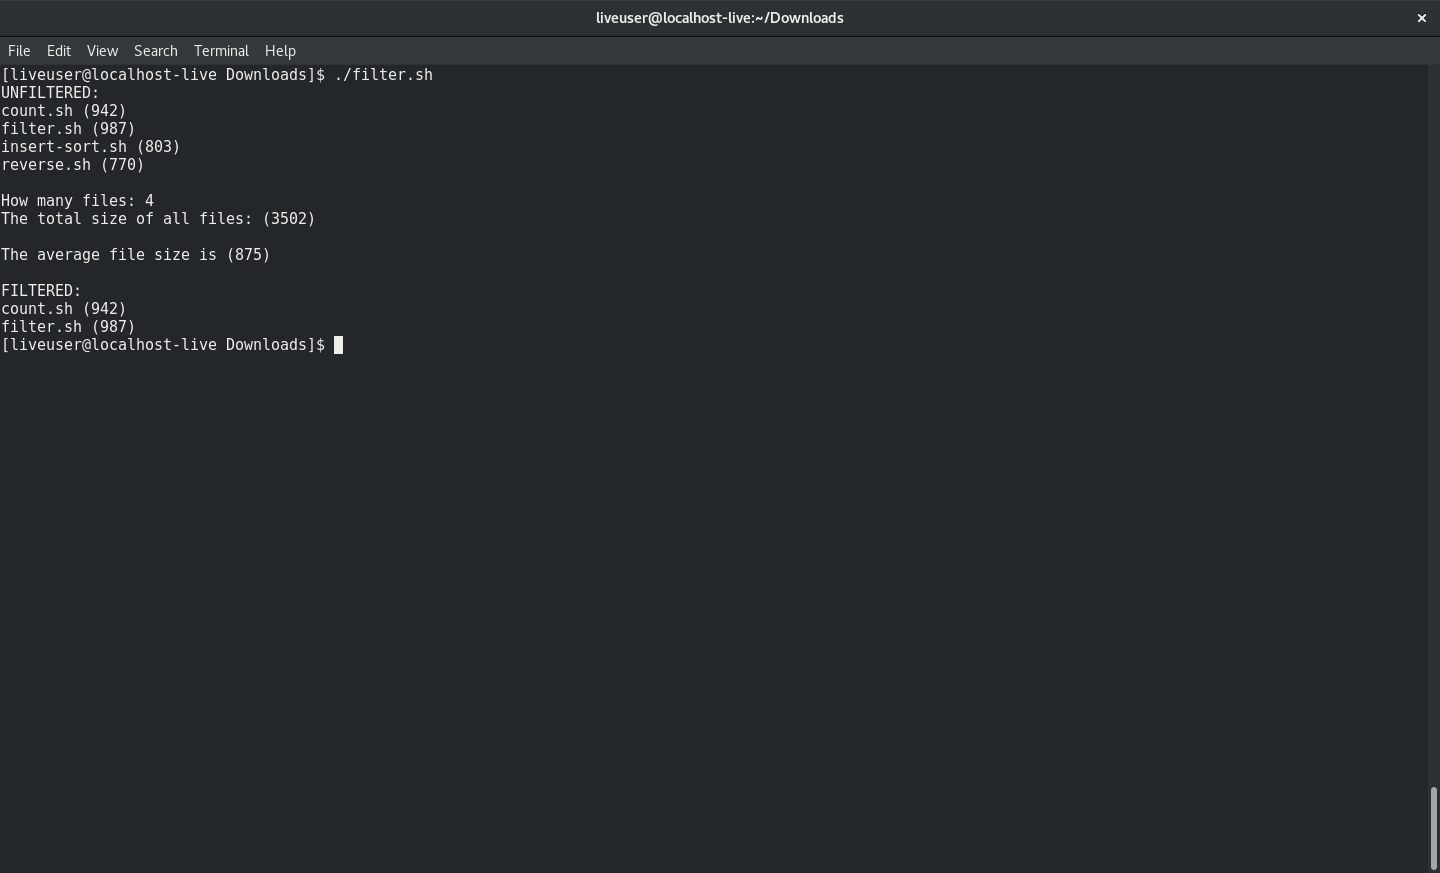 liveuser@localhost-live:~/Downloads
File Edit View Search Terminal Help
[liveuser@localhost-live Downloads]$ ./filter.sh
UNFILTERED:
count.sh (942)
filter.sh (987)
insert-sort.sh (803)
reverse.sh (770)
How many files: 4
The total size of all files: (3502)
The average file size is (875)
FILTERED:
count.sh (942)
filter.sh (987)
[liveuser@localhost-live Downloads]$